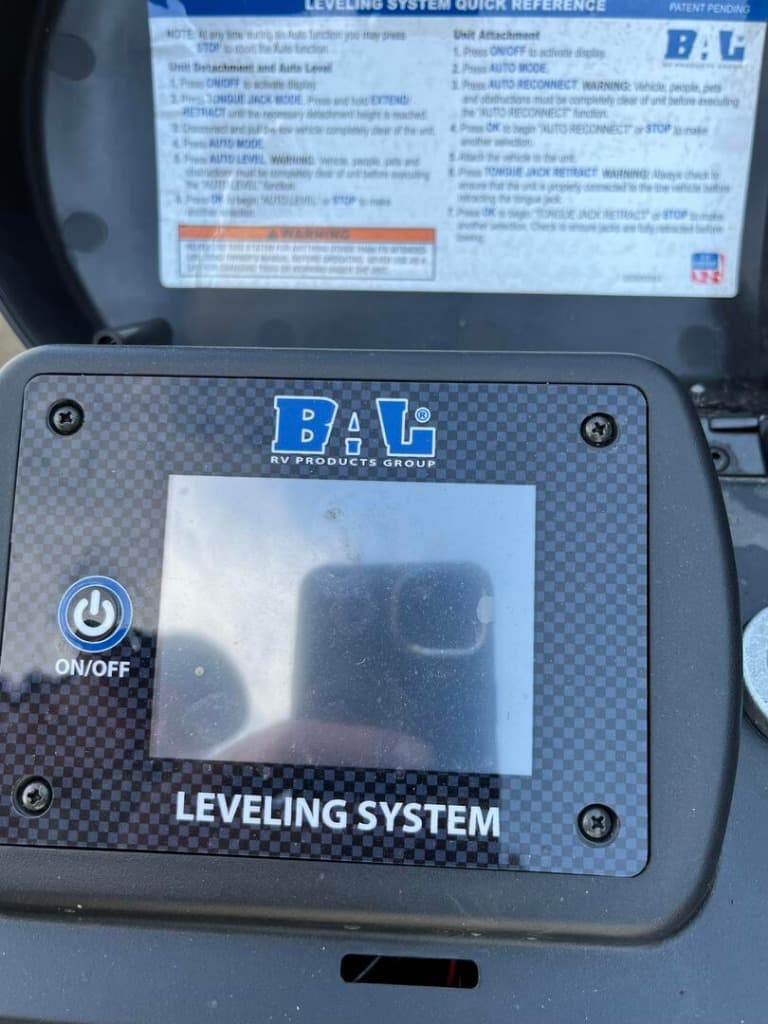 LEVELING SYSTEM QUICK REFERENCE
PATENT PENDING
NOTE: At any time during an Auto function you may press
STOP to abort the Auto function.
Unit Detachment and Auto Level
1. Press ON/OFF to activate display.
2. Press TONGUE JACK MODE. Press and hold EXTEND/
RETRACT until the necessary detachment height is reached.
3. Disconnect and pull the tow vehicle completely clear of the unit.
4. Press AUTO MODE.
5. Press AUTO LEVEL. WARNING: Vehicle, people, pets and
obstructions must be completely clear of unit before executing
the "AUTO LEVEL" function.
6. Press OK to begin "AUTO LEVEL" or STOP to make
another selection.
WARNING
Unit Attachment
1. Press ON/OFF to activate display.
2. Press AUTO MODE.
3. Press AUTO RECONNECT. WARNING: Vehicle, people, pets
and obstructions must be completely clear of unit before executing
the "AUTO RECONNECT" function.
4. Press OK to begin "AUTO RECONNECT" or STOP to make
another selection.
5. Attach the vehicle to the unit.
6. Press TONGUE JACK RETRACT. WARNING: Always check to
ensure that the unit is properly connected to the tow vehicle before
retracting the tongue jack.
7. Press OK to begin "TONGUE JACK RETRACT" or STOP to make
another selection. Check to ensure jacks are fully retracted before
towing.
BAL
RV PRODUCTS GROUP
BAL®
RV PRODUCTS GROUP
ON/OFF
LEVELING SYSTEM